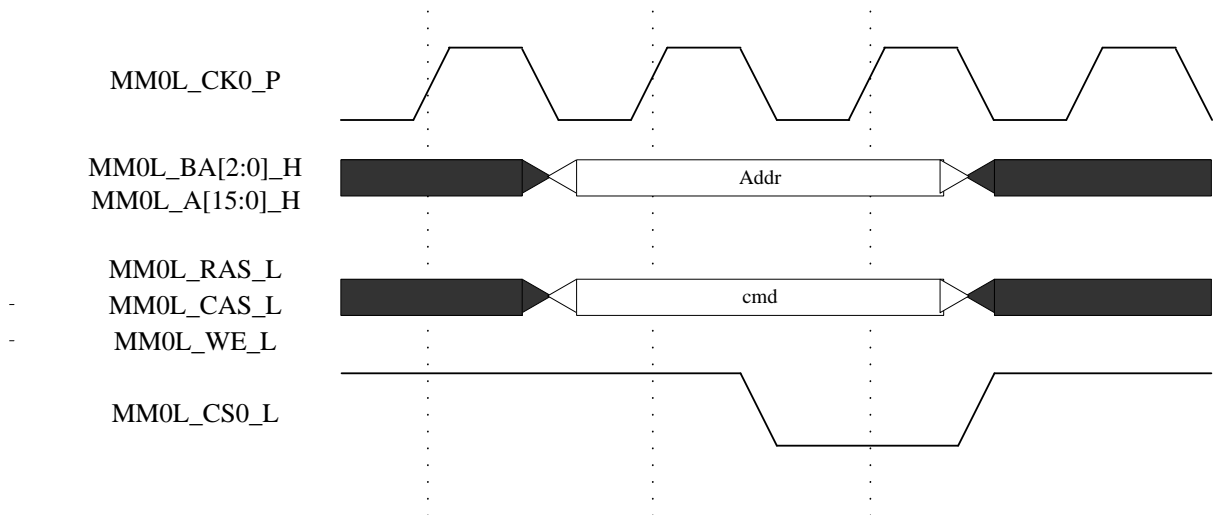 MM0L_CK0_P
MM0L_BA[2:0]_H
Addr
MM0L_A[15:0]_H
MM0L_RAS_L
- MM0L_CAS_L
cmd
- MM0L_WE_L
MM0L_CS0_L